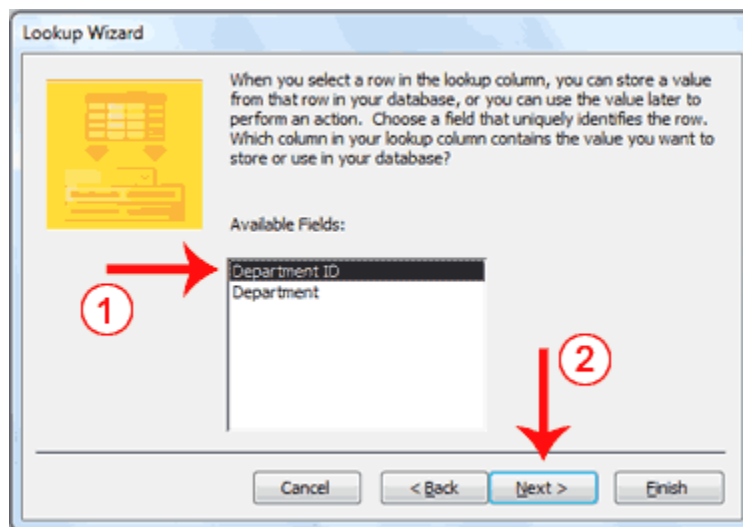 Lookup Wizard
When you select a row in the lookup column, you can store a value
from that row in your database, or you can use the value later to
perform an action. Choose a field that uniquely identifies the row.
Which column in your lookup column contains the value you want to
store or use in your database?
Available Fields:
Department ID
Department
1
2
Cancel
< Back
Next >
Finish